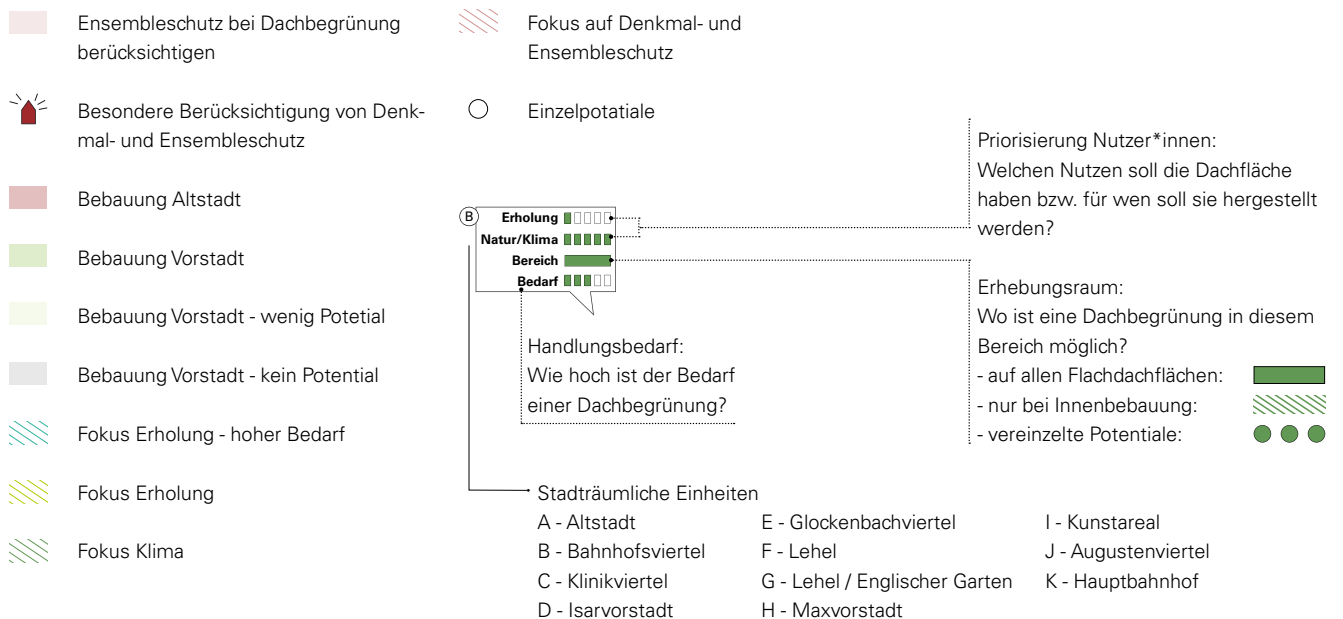 Ensembleschutz bei Dachbegrünung
berücksichtigen
Besondere Berücksichtigung von Denk-
mal- und Ensembleschutz
Bebauung Altstadt
Bebauung Vorstadt
Bebauung Vorstadt - wenig Potetial
Bebauung Vorstadt - kein Potential
Fokus Erholung - hoher Bedarf
Fokus Erholung
Fokus Klima
Fokus auf Denkmal- und
Ensembleschutz
Einzelpotatiale
B
Erholung
Natur/Klima
Bereich
Bedarf
Handlungsbedarf:
Wie hoch ist der Bedarf
einer Dachbegrünung?
Priorisierung Nutzer*innen:
Welchen Nutzen soll die Dachfläche
haben bzw. für wen soll sie hergestellt
werden?
Erhebungsraum:
Wo ist eine Dachbegrünung in diesem
Bereich möglich?
- auf allen Flachdachflächen:
- nur bei Innenbebauung:
- vereinzelte Potentiale:
Stadträumliche Einheiten
A - Altstadt
B - Bahnhofsviertel
C - Klinikviertel
D - Isarvorstadt
E - Glockenbachviertel
F - Lehel
G - Lehel / Englischer Garten
H - Maxvorstadt
I - Kunstareal
J - Augustenviertel
K - Hauptbahnhof